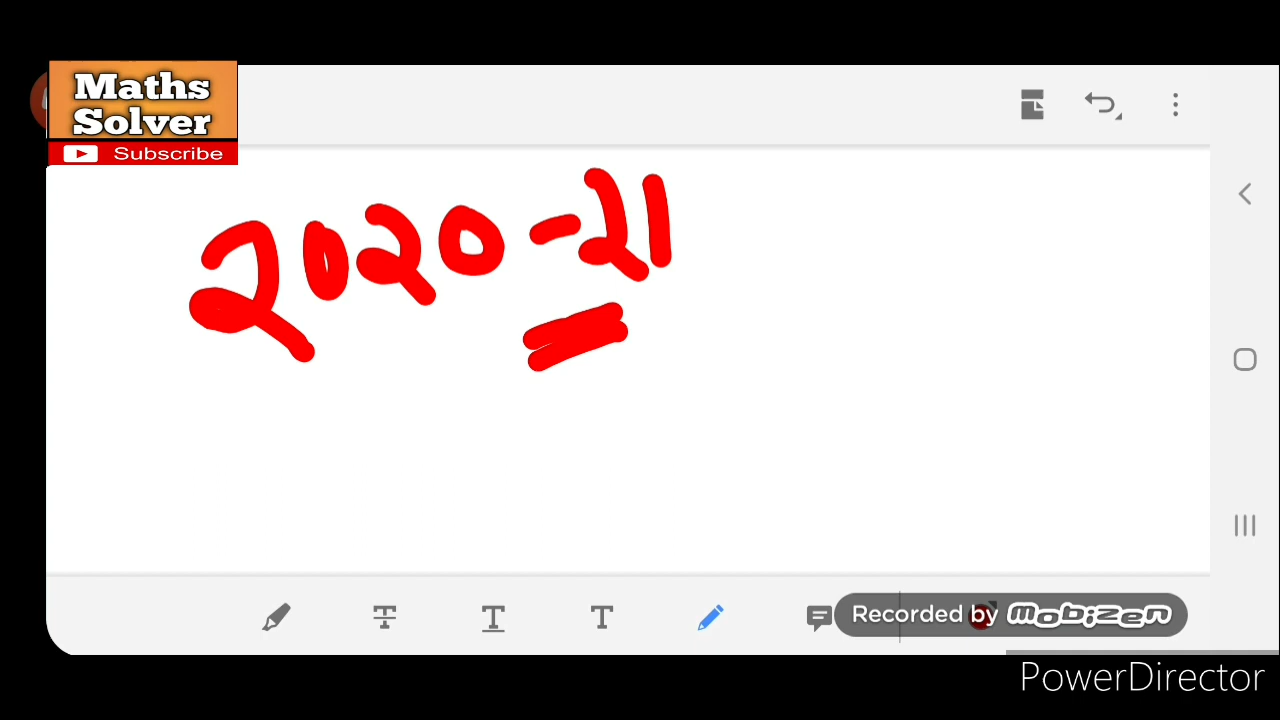 Maths
Solver
Subscribe
2020-21
T
T
T
Recorded by mobizen
PowerDirector